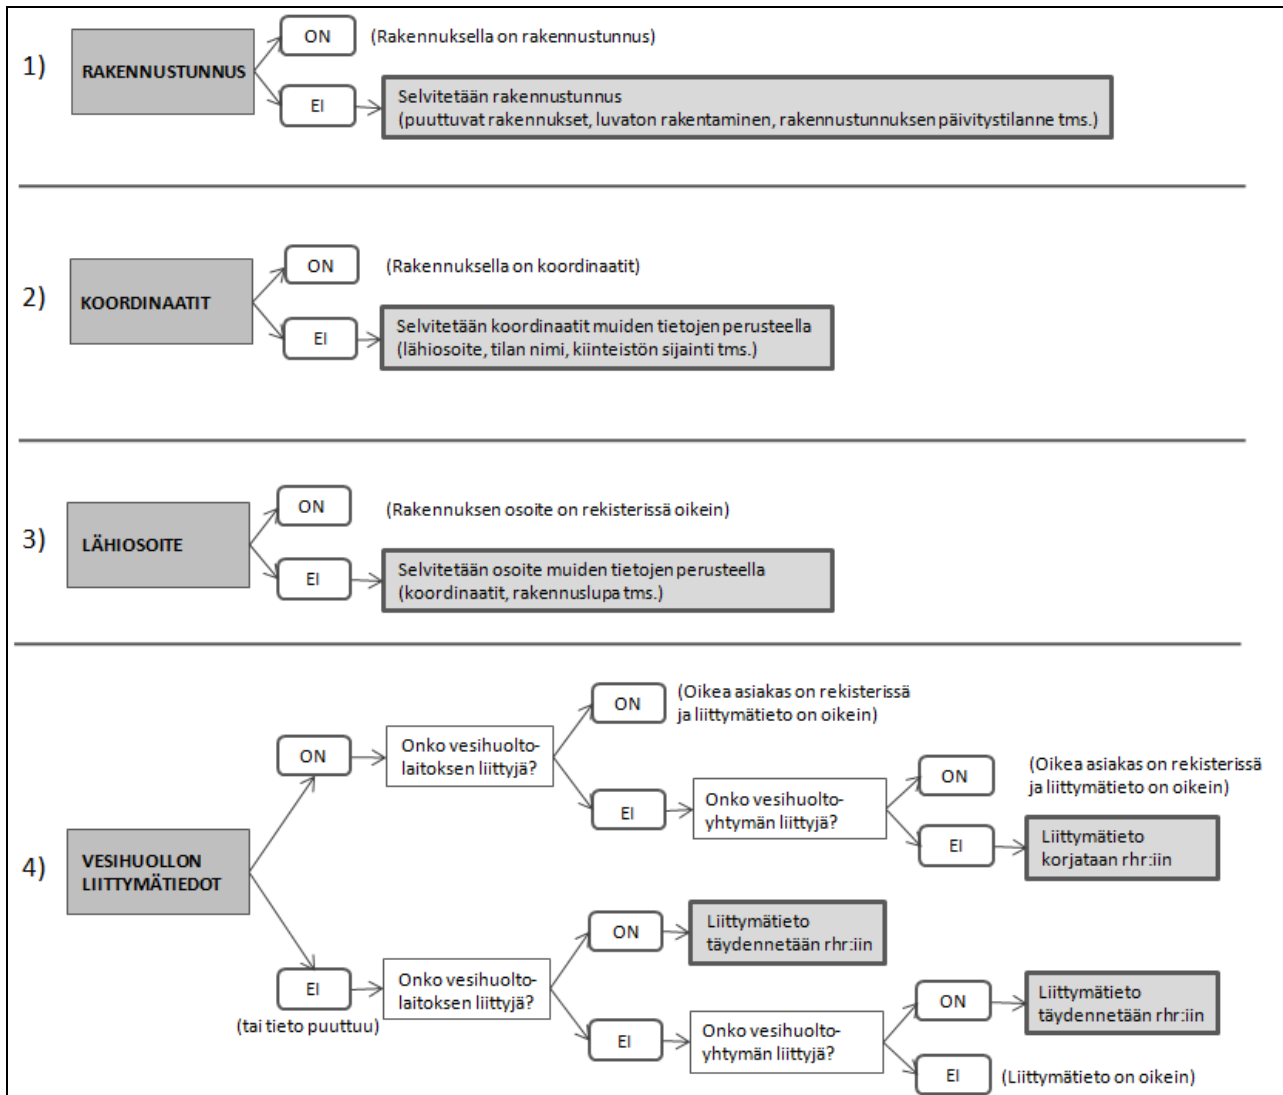 1)
RAKENNUSTUNNUS
ON
(Rakennuksella on rakennustunnus)
EI
Selvitetään rakennustunnus
(puuttuvat rakennukset, luvaton rakentaminen, rakennustunnuksen päivitystilanne tms.)
2)
KOORDINAATIT
ON
(Rakennuksella on koordinaatit)
EI
Selvitetään koordinaatit muiden tietojen perusteella
(lähiosoite, tilan nimi, kiinteistön sijainti tms.)
3)
LÄHIOSOITE
ON
(Rakennuksen osoite on rekisterissä oikein)
EI
Selvitetään osoite muiden tietojen perusteella
(koordinaatit, rakennuslupa tms.)
4)
VESIHUOLLON
LIITTYMÄTIEDOT
ON
Onko vesihuolto-
laitoksen liittyjä?
ON
(Oikea asiakas on rekisterissä
ja liittymätieto on oikein)
EI
Onko vesihuolto-
yhtymän liittyjä?
ON
(Oikea asiakas on rekisterissä
ja liittymätieto on oikein)
EI
Liittymätieto
korjataan rhr:iin
EI
(tai tieto puuttuu)
Onko vesihuolto-
laitoksen liittyjä?
ON
Liittymätieto
täydennetään rhr:iin
EI
Onko vesihuolto-
yhtymän liittyjä?
ON
Liittymätieto
täydennetään rhr:iin
EI
(Liittymätieto on oikein)